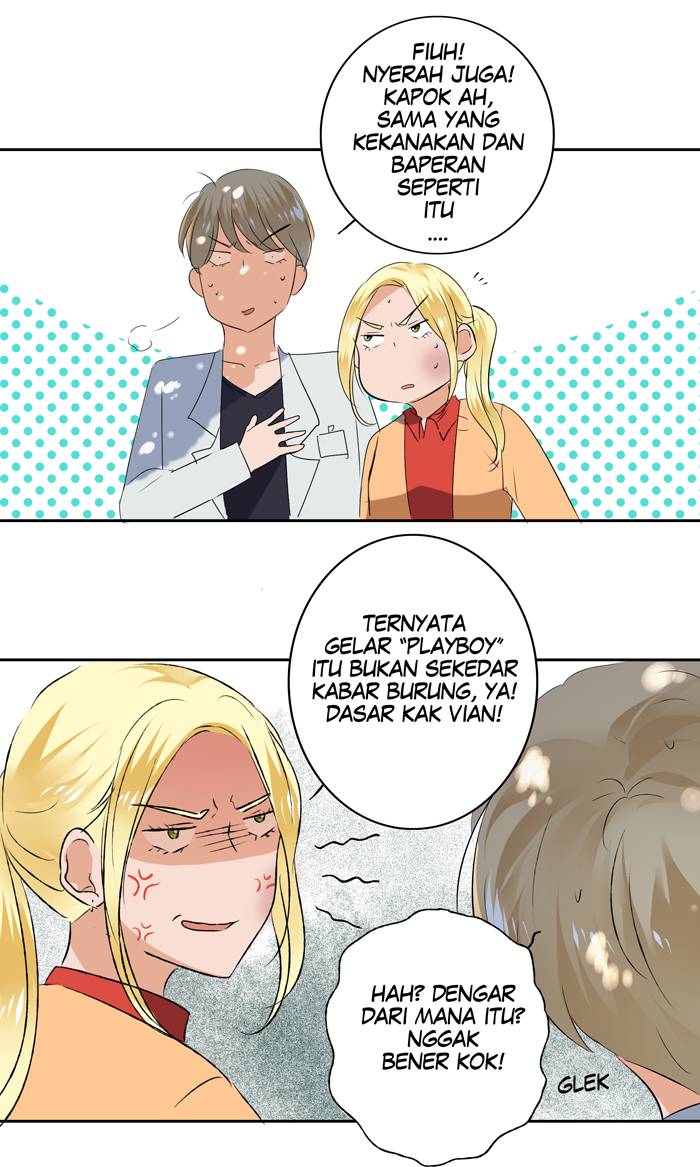 FIUH!
NYERAH JUGA!
KAPOK AH,
SAMA YANG
KEKANAKAN DAN
BAPERAN
SEPERTI
ITU
....
TERNYATA
GELAR “PLAYBOY”
ITU BUKAN SEKEDAR
KABAR BURUNG, YA!
DASAR KAK VIAN!
HAH? DENGAR
DARI MANA ITU?
NGGAK
BENER KOK!
GLEK